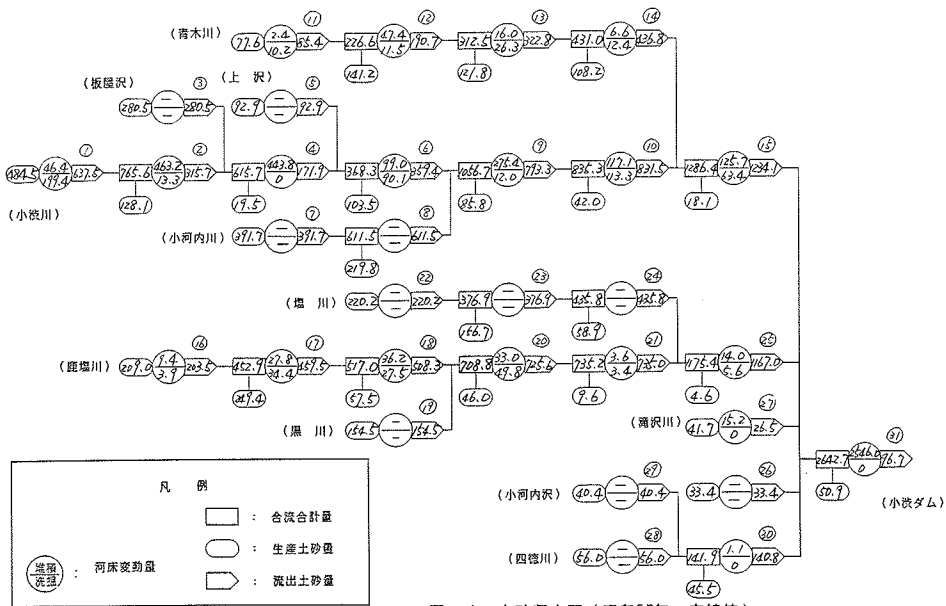 (青木川) ⑪ ⑫ ⑬ ⑭
77.6 2.4 10.2 85.4 226.6 47.4 11.5 190.7 312.5 16.0 26.3 322.8 431.0 6.6 12.4 436.8
141.2 121.8 108.2
(板屋沢) ③ (上 沢) ⑤
280.5 — — 280.5 92.9 — — 92.9
① ② ④ ⑥ ⑨ ⑩ ⑮
484.5 46.4 199.4 637.5 765.6 463.2 13.3 315.7 615.7 443.8 0 171.9 368.3 99.0 90.1 359.4 1056.7 275.4 12.0 793.3 835.3 117.1 13.3 831.5 1286.4 125.7 63.4
128.1 19.5 103.5 85.8 42.0 18.1
(小渋川)
⑦ ⑧
(小河内川) 391.7 — — 391.7 611.5 — — 611.5
219.8
㉒ ㉓ ㉔
(塩 川) 220.2 — — 220.2 376.9 — — 376.9 435.8 — — 435.8
156.7 58.9
⑯ ⑰ ⑱ ⑳ ㉑ ㉕
(鹿塩川) 209.0 9.4 3.9 203.5 452.9 27.8 34.4 459.5 517.0 36.2 27.5 508.3 708.8 33.0 49.8 725.6 735.2 3.6 3.4 735.0 1175.4 14.0 5.6 1167.0
249.4 57.5 46.0 9.6 4.6
⑲
(黒 川) 154.5 — — 154.5
㉗
(滝沢川) 41.7 15.2 0 26.5
㉛
2642.7 2546.0 0 96.7
50.9
(小渋ダム)
㉙ ㉖
(小河内沢) 40.4 — — 40.4 33.4 — — 33.4
㉘ ㉚
(四徳川) 56.0 — — 56.0 141.9 1.1 0 140.8
45.5
凡 例
: 合流合計量
: 生産土砂量
: 流出土砂量
堆積
洗掘
: 河床変動量